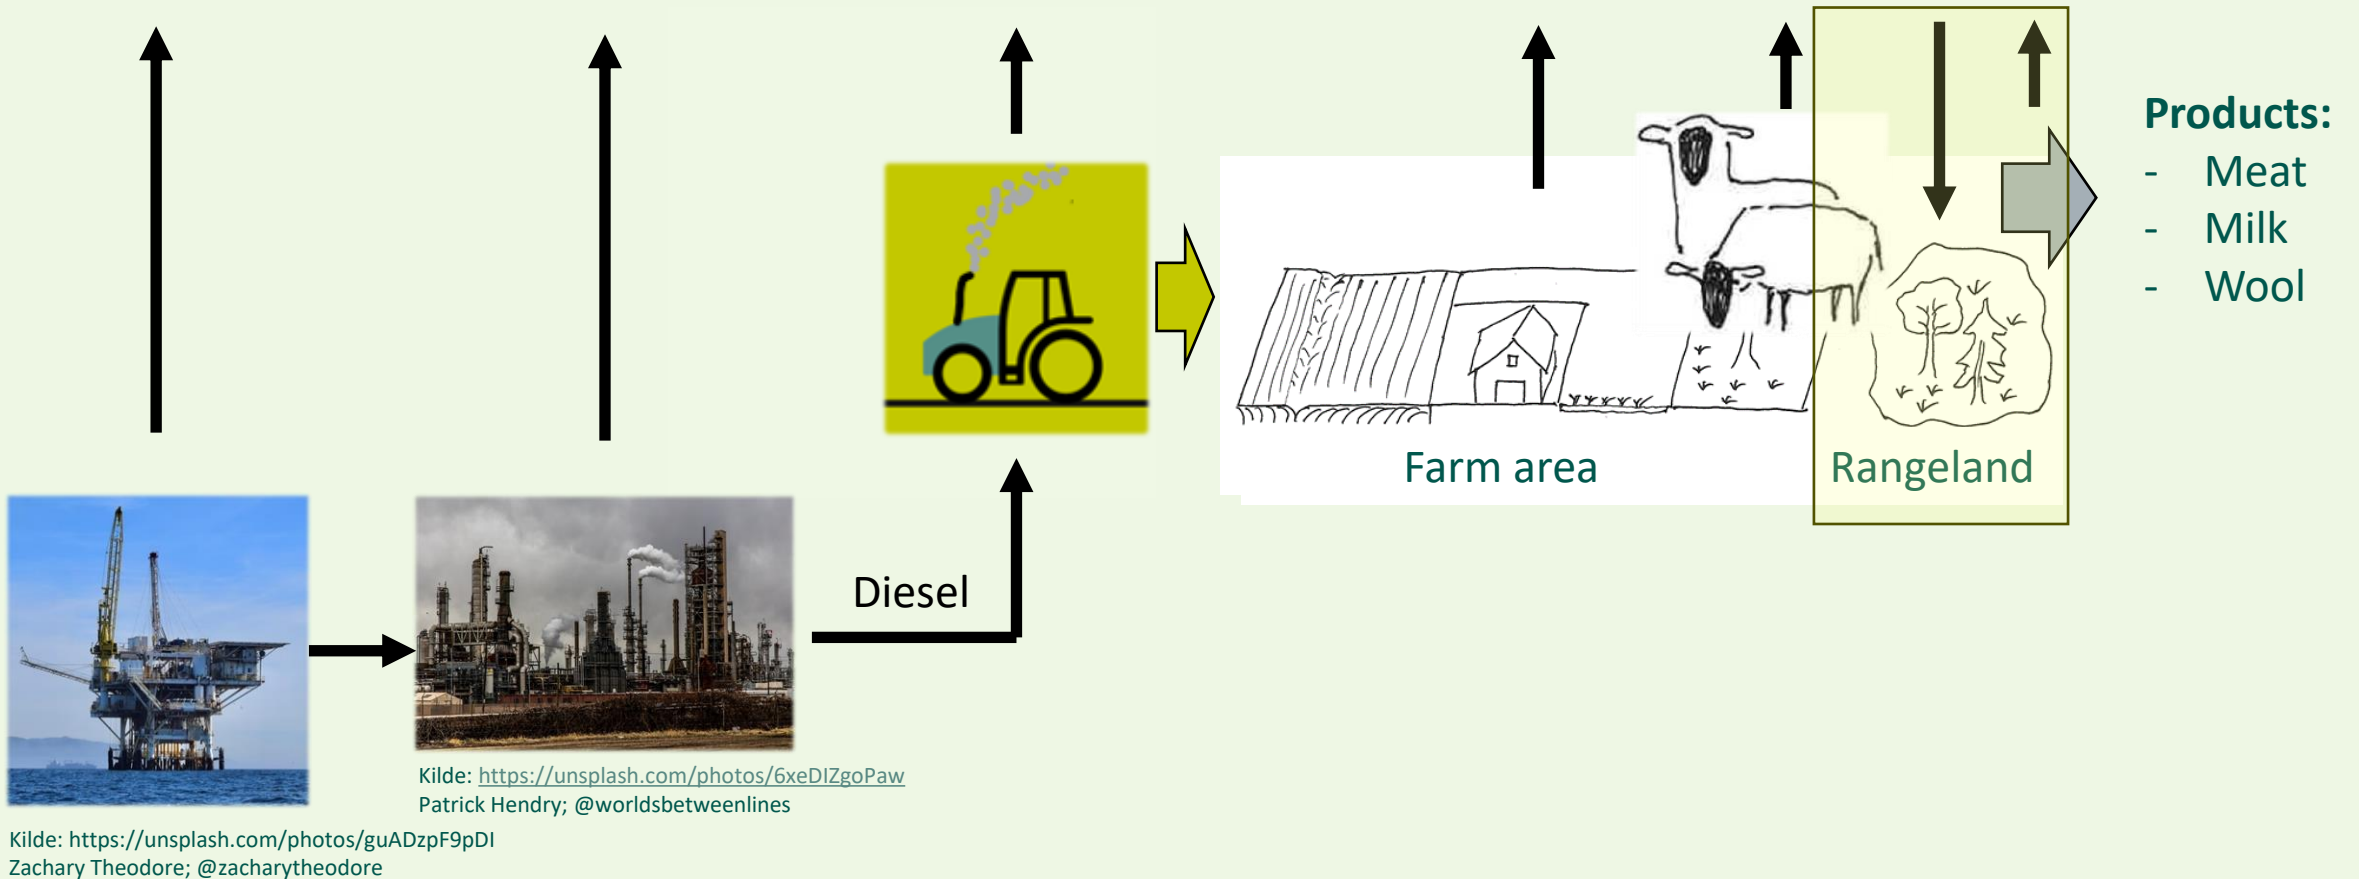 Products:
- Meat
- Milk
- Wool
Farm area
Rangeland
Diesel
Kilde: https://unsplash.com/photos/6xeDIZgoPaw
Patrick Hendry; @worldsbetweenlines
Kilde: https://unsplash.com/photos/guADzpF9pDI
Zachary Theodore; @zacharytheodore